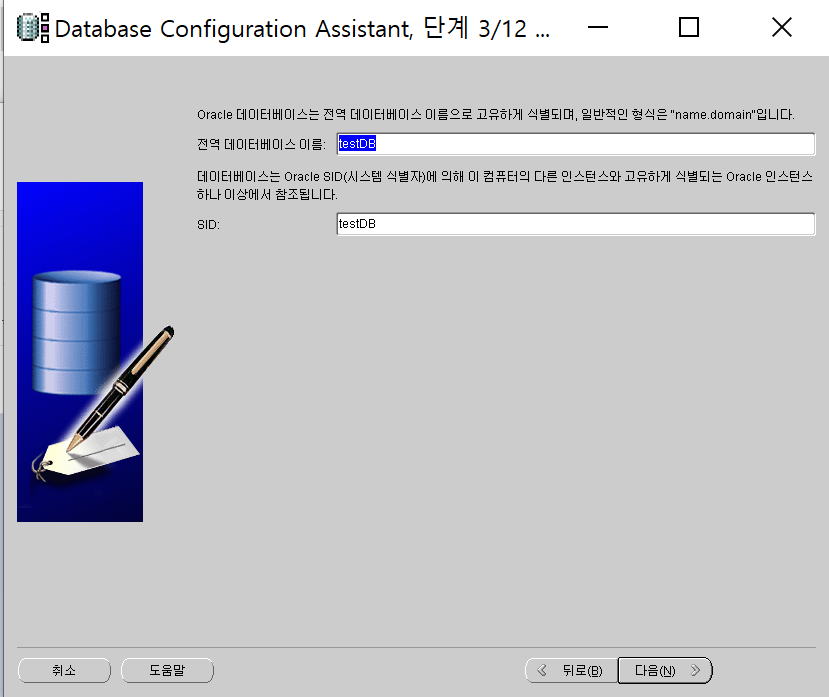 Database Configuration Assistant, 단계 3/12 ...
Oracle 데이터베이스는 전역 데이터베이스 이름으로 고유하게 식별되며, 일반적인 형식은 "name.domain"입니다.
전역 데이터베이스 이름: testDB
데이터베이스는 Oracle SID(시스템 식별자)에 의해 이 컴퓨터의 다른 인스턴스와 고유하게 식별되는 Oracle 인스턴스
하나 이상에서 참조됩니다.
SID: testDB
취소 도움말 뒤로(B) 다음(N)